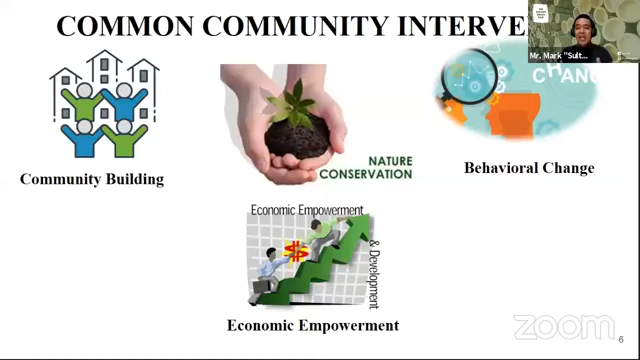 COMMON COMMUNITY INTERVE
Mr. Mark "Sult...
CHANG
Community Building
NATURE
CONSERVATION
Behavioral Change
Economic Empowerment
& Development
$
Economic Empowerment
zoom
6